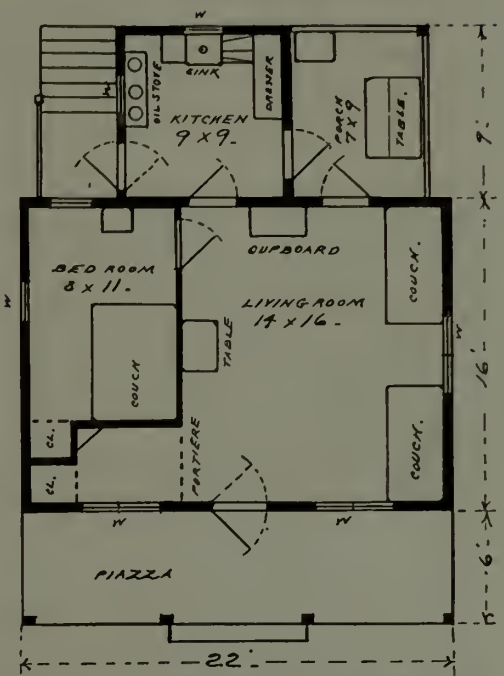 W
SINK
OIL STOVE
W
DRESSER
KITCHEN
9 X 9.
PORCH
7 X 9
TABLE.
9'
CUPBOARD
BED ROOM
8 X 11.
W
COUCH.
LIVING ROOM
14 X 16.
W
TABLE
COUCH
16'
PORTIERE
COUCH.
CL.
CL.
W
W
PIAZZA
6'
22'